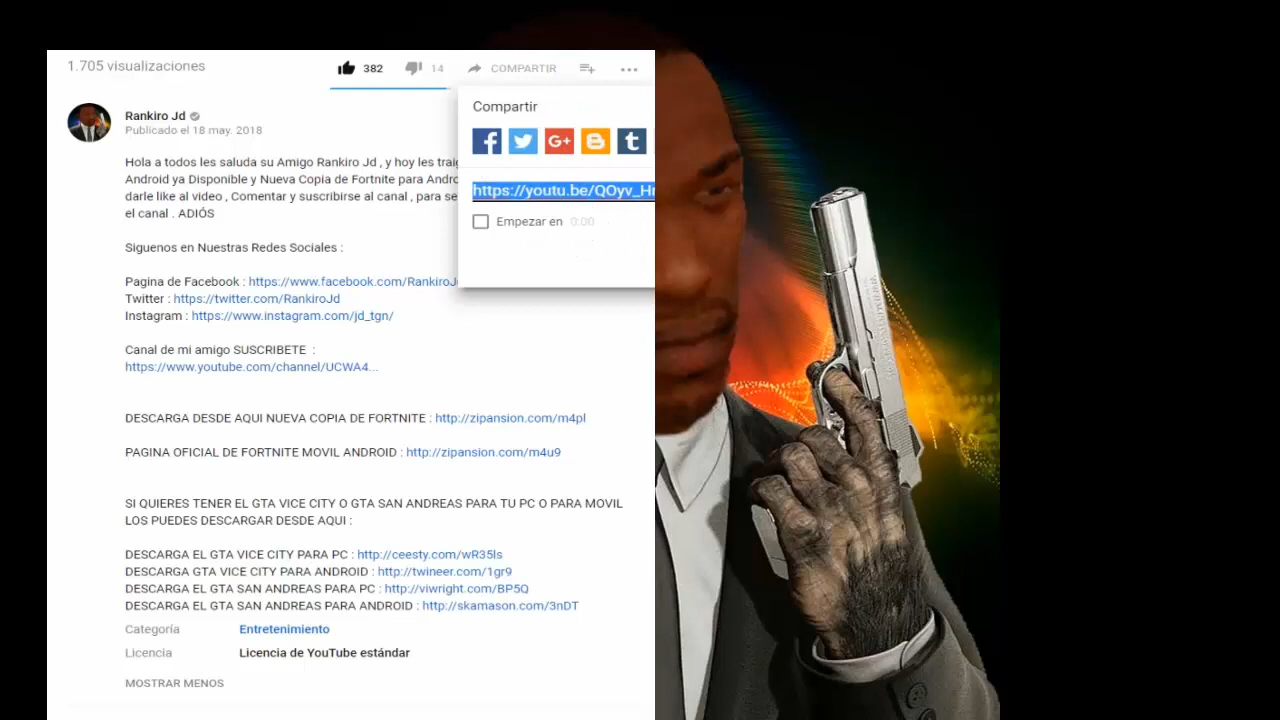 1.705 visualizaciones
382
14
COMPARTIR
Rankiro Jd
Publicado el 18 may. 2018
Compartir
Hola a todos les saluda su Amigo Rankiro Jd , y hoy les
Android ya Disponible y Nueva Copia de Fortnite para
darle like al video , Comentar y suscribirse al canal , para
el canal . ADIÓS
https://youtu.be/QOyv_
Empezar en 0:00
Siguenos en Nuestras Redes Sociales :
Pagina de Facebook : https://www.facebook.com/Rankiro
Twitter : https://twitter.com/RankiroJd
Instagram : https://www.instagram.com/jd_tgn/
Canal de mi amigo SUSCRIBETE :
https://www.youtube.com/channel/UCWA4...
DESCARGA DESDE AQUI NUEVA COPIA DE FORTNITE : http://zipansion.com/m4pl
PAGINA OFICIAL DE FORTNITE MOVIL ANDROID : http://zipansion.com/m4u9
SI QUIERES TENER EL GTA VICE CITY O GTA SAN ANDREAS PARA TU PC O PARA MOVIL
LOS PUEDES DESCARGAR DESDE AQUI :
DESCARGA EL GTA VICE CITY PARA PC : http://ceesty.com/wR35ls
DESCARGA GTA VICE CITY PARA ANDROID : http://twineer.com/1gr9
DESCARGA EL GTA SAN ANDREAS PARA PC : http://viwright.com/BP5Q
DESCARGA EL GTA SAN ANDREAS PARA ANDROID : http://skamason.com/3nDT
Categoría Entretenimiento
Licencia Licencia de YouTube estándar
MOSTRAR MENOS